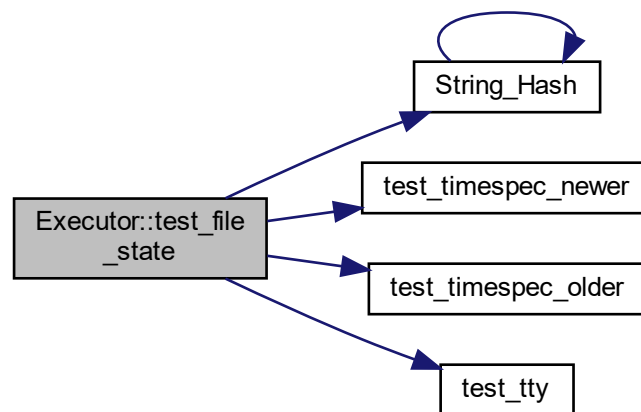 String_Hash
test_timespec_newer
Executor::test_file
_state
test_timespec_older
test_tty